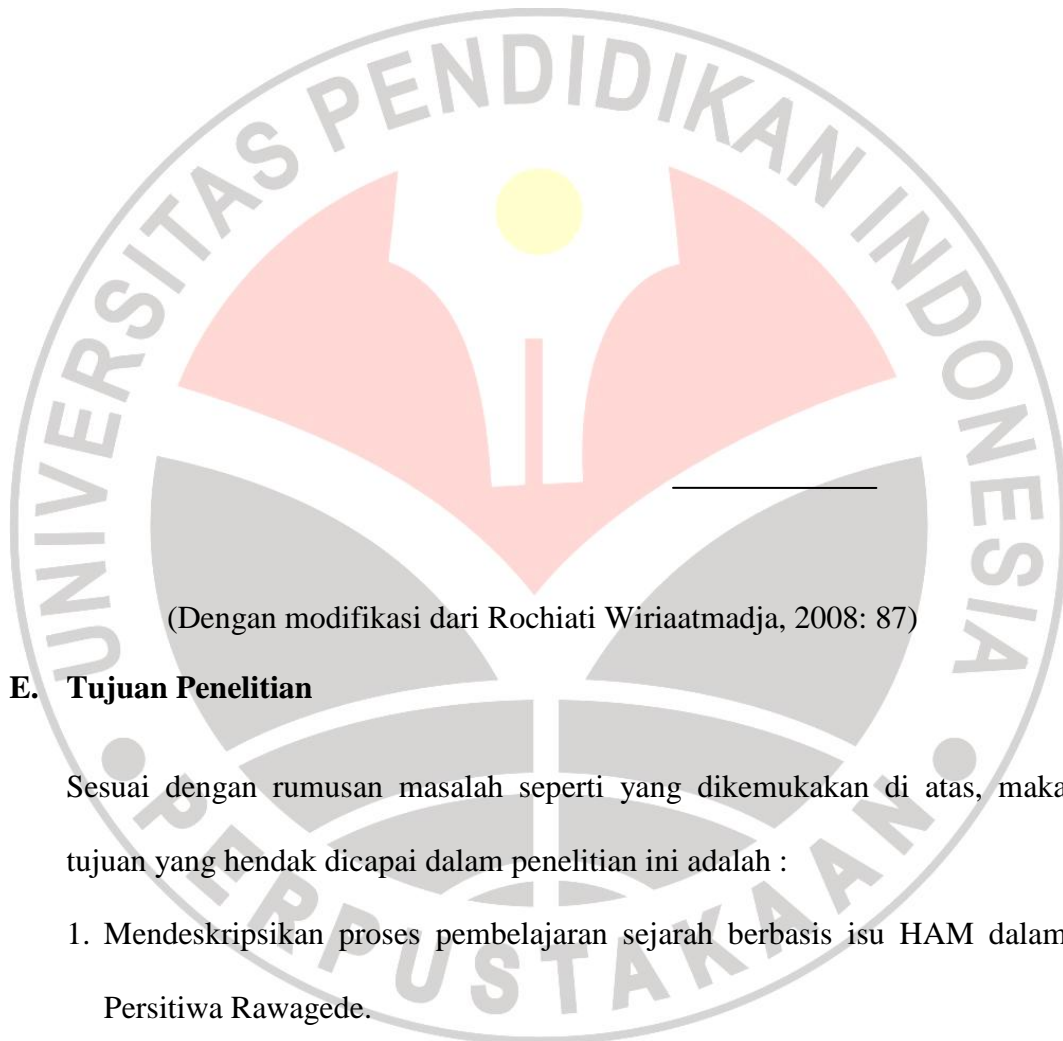 UNIVERSITAS PENDIDIKAN INDONESIA
(Dengan modifikasi dari Rochiati Wiriaatmadja, 2008: 87)
E. Tujuan Penelitian
Sesuai dengan rumusan masalah seperti yang dikemukakan di atas, maka
tujuan yang hendak dicapai dalam penelitian ini adalah :
1. Mendeskripsikan proses pembelajaran sejarah berbasis isu HAM dalam
Persitiwa Rawagede.
PERPUSTAKAAN